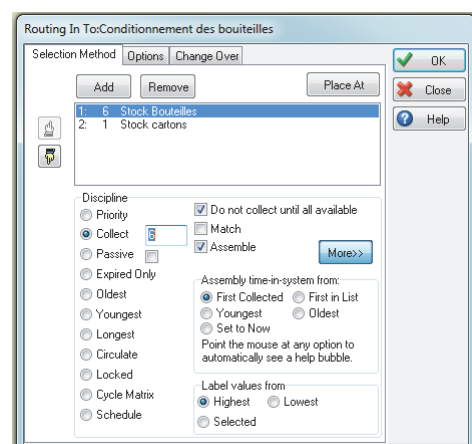 Routing In To:Conditionnement des bouiteilles
Selection Method Options Change Over
OK
Close
Help
Add Remove Place At
1: 6 Stock Bouteilles
2: 1 Stock cartons
Discipline
Priority
Collect 6
Passive
Expired Only
Oldest
Youngest
Longest
Circulate
Locked
Cycle Matrix
Schedule
Do not collect until all available
Match
Assemble
More>>
Assembly time-in-system from:
First Collected First in List
Youngest Oldest
Set to Now
Point the mouse at any option to
automatically see a help bubble.
Label values from
Highest Lowest
Selected